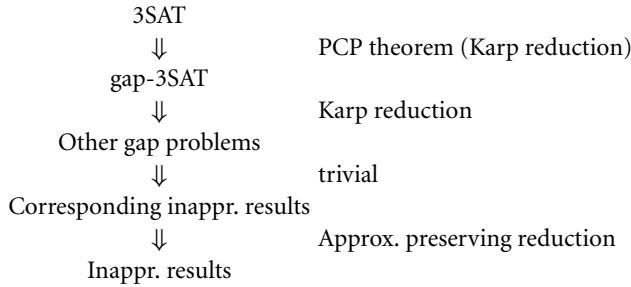 3SAT
⇓ PCP theorem (Karp reduction)
gap-3SAT
⇓ Karp reduction
Other gap problems
⇓ trivial
Corresponding inappr. results
⇓ Approx. preserving reduction
Inappr. results